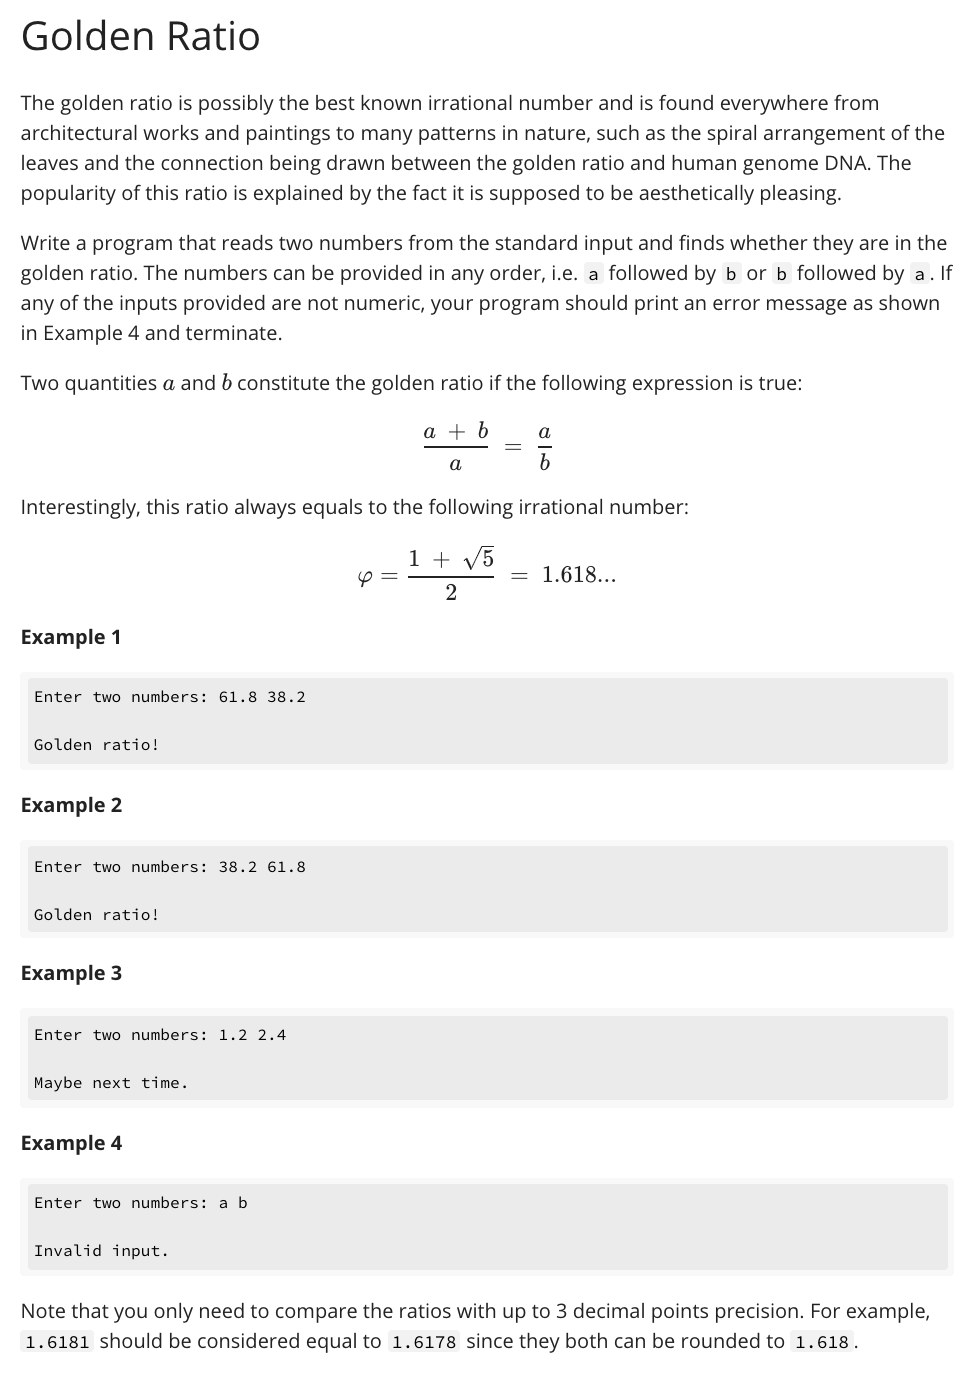 Golden Ratio
The golden ratio is possibly the best known irrational number and is found everywhere from
architectural works and paintings to many patterns in nature, such as the spiral arrangement of the
leaves and the connection being drawn between the golden ratio and human genome DNA. The
popularity of this ratio is explained by the fact it is supposed to be aesthetically pleasing.
Write a program that reads two numbers from the standard input and finds whether they are in the
golden ratio. The numbers can be provided in any order, i.e. a followed by b or b followed by a. If
any of the inputs provided are not numeric, your program should print an error message as shown
in Example 4 and terminate.
Two quantities a and b constitute the golden ratio if the following expression is true:
(a + b)/a = a/b
Interestingly, this ratio always equals to the following irrational number:
φ = (1 + √5)/2 = 1.618...
Example 1
Enter two numbers: 61.8 38.2
Golden ratio!
Example 2
Enter two numbers: 38.2 61.8
Golden ratio!
Example 3
Enter two numbers: 1.2 2.4
Maybe next time.
Example 4
Enter two numbers: a b
Invalid input.
Note that you only need to compare the ratios with up to 3 decimal points precision. For example,
1.6181 should be considered equal to 1.6178 since they both can be rounded to 1.618.